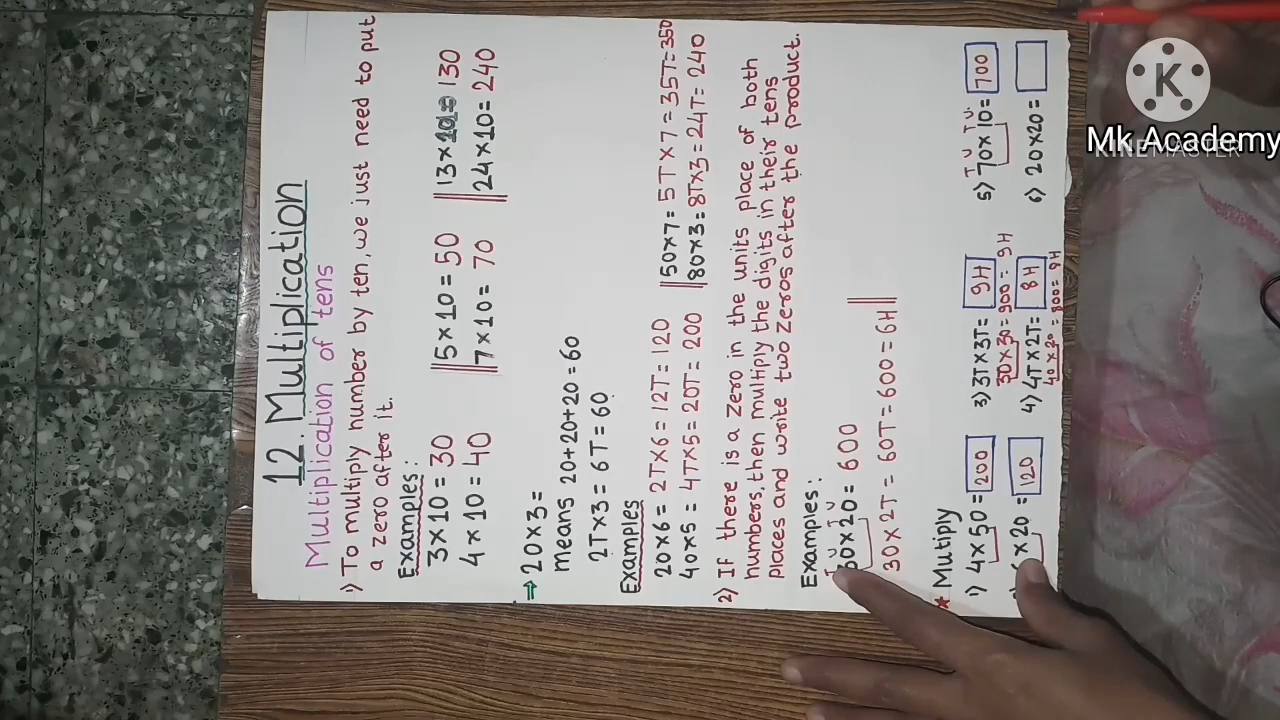 12. Multiplication
Multiplication of tens
1) To multiply number by ten, we just need to put
a zero after it.
Examples:
3 x 10 = 30 || 5 x 10 = 50 || 13 x 10 = 130
4 x 10 = 40 || 7 x 10 = 70 || 24 x 10 = 240
⇒ 20 x 3 =
means 20+20+20 = 60
2T x 3 = 6T = 60
Examples
20 x 6 = 2T x 6 = 12T = 120 || 50 x 7 = 5T x 7 = 35T = 350
40 x 5 = 4T x 5 = 20T = 200 || 80 x 3 = 8T x 3 = 24T = 240
2) If there is a zero in the units place of both
numbers, then multiply the digits in their tens
places and write two zeros after the product.
Examples:
T U T U
x 20 = 600
30 x 2T = 60T = 600 = 6H ||
* Mutiply
1) 4 x 50 = 200
3) 3T x 3T = 9H
30 x 30 = 900 = 9H
T U T U
5) 70 x 10 = 700
6 x 20 = 120
4) 4T x 2T = 8H
40 x 20 = 800 = 8H
6) 20 x 20 =
K
KINEMASTER
Mk Academy